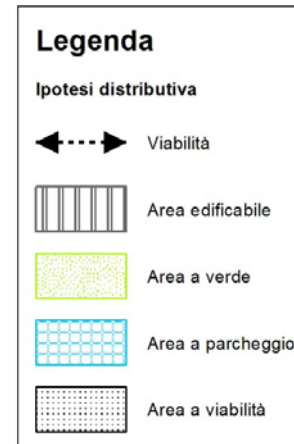 Legenda
Ipotesi distributiva
Viabilità
Area edificabile
Area a verde
Area a parcheggio
Area a viabilità